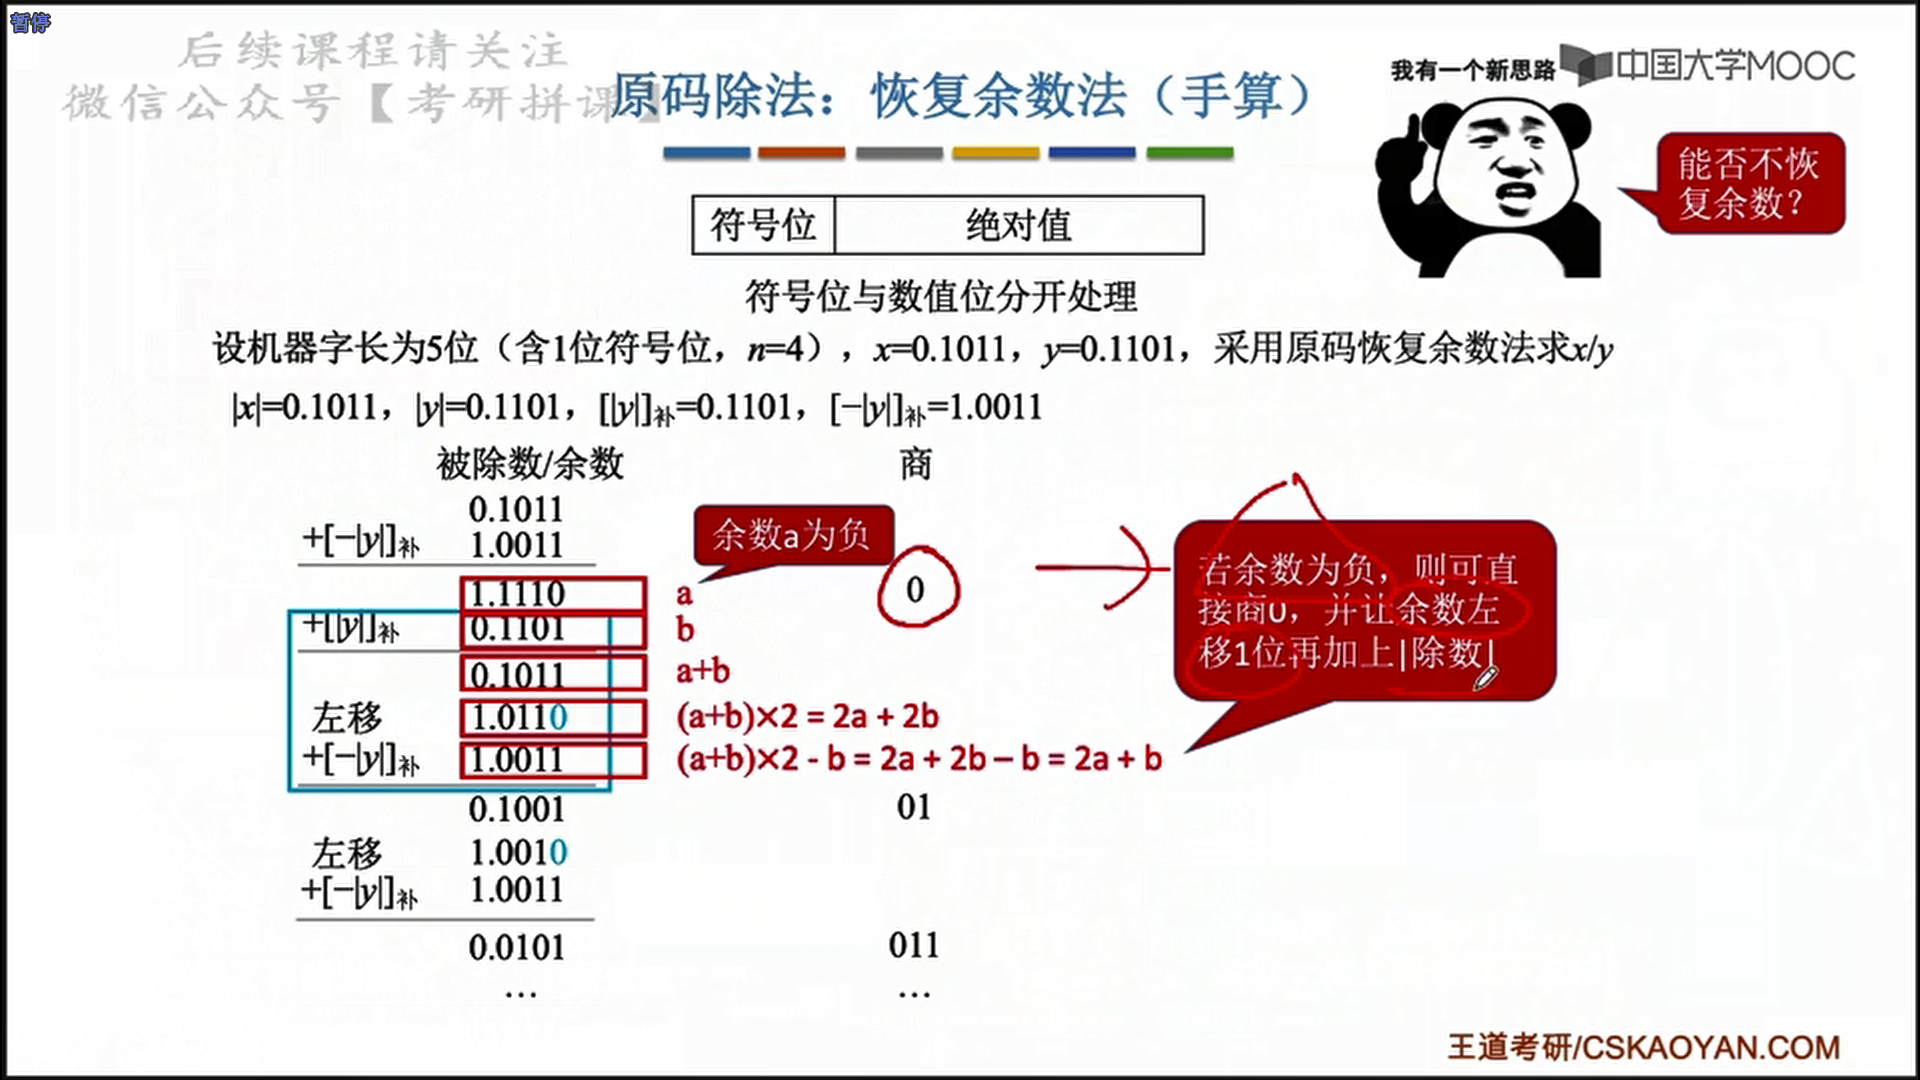 暂停
后续课程请关注
微信公众号【考研拼课】
原码除法：恢复余数法（手算）
我有一个新思路
中国大学MOOC
能否不恢
复余数？
符号位 绝对值
符号位与数值位分开处理
设机器字长为5位（含1位符号位，n=4），x=0.1011，y=0.1101，采用原码恢复余数法求x/y
|x|=0.1011，|y|=0.1101，[|y|]补=0.1101，[−|y|]补=1.0011
被除数/余数 商
0.1011
+[−|y|]补 1.0011
余数a为负
1.1110 a 0
+[|y|]补 0.1101 b
0.1011 a+b
左移 1.0110 (a+b)×2 = 2a + 2b
+[−|y|]补 1.0011 (a+b)×2 - b = 2a + 2b – b = 2a + b
若余数为负，则可直
接商0，并让余数左
移1位再加上|除数|
0.1001 01
左移 1.0010
+[−|y|]补 1.0011
0.0101 011
… …
王道考研/CSKAOYAN.COM